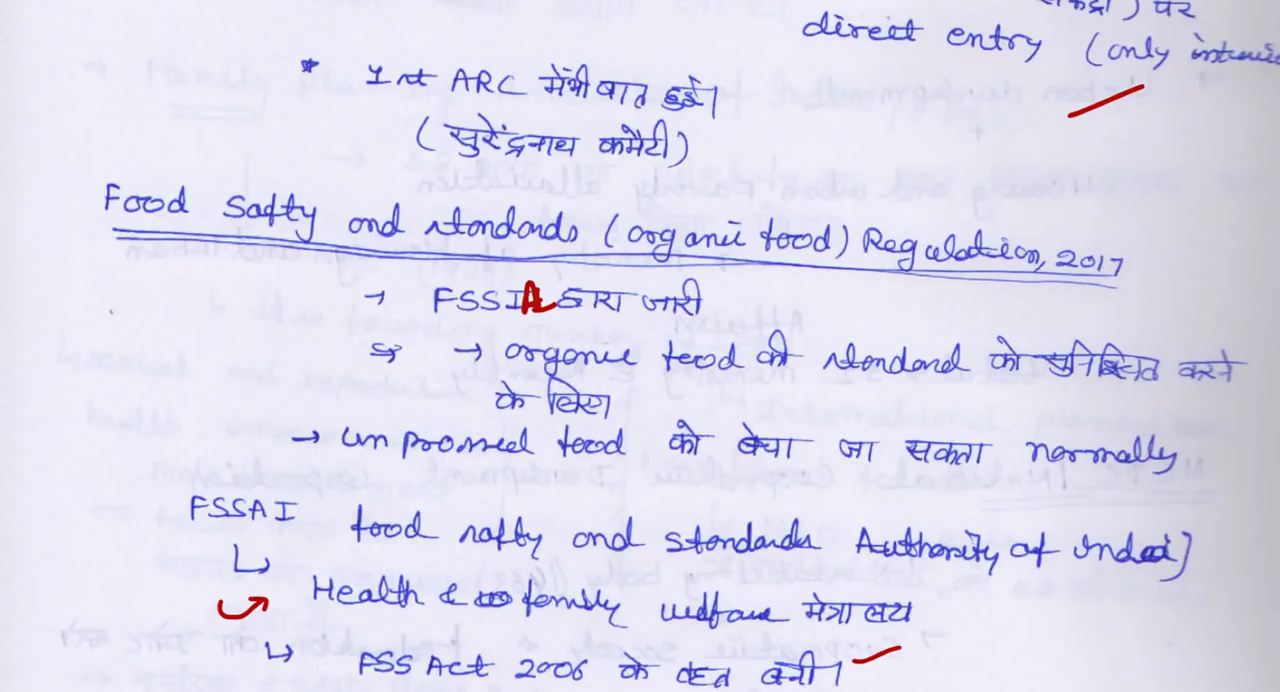 पर
direct entry (only
* 1st ARC में भी बात हुई।
(सुरेंद्रनाथ कमेटी)
Food Safty and standards (organic food) Regulation, 2017
→ FSSIA द्वारा जारी
→ organic food की standard को सुनिश्चित करने
के लिए
→ food को बेचा जा सकता normally
FSSAI food safty and standards Authority of India]
↳ Health & family welfare मंत्रालय
↳ FSS Act 2006 के तहत बनी।